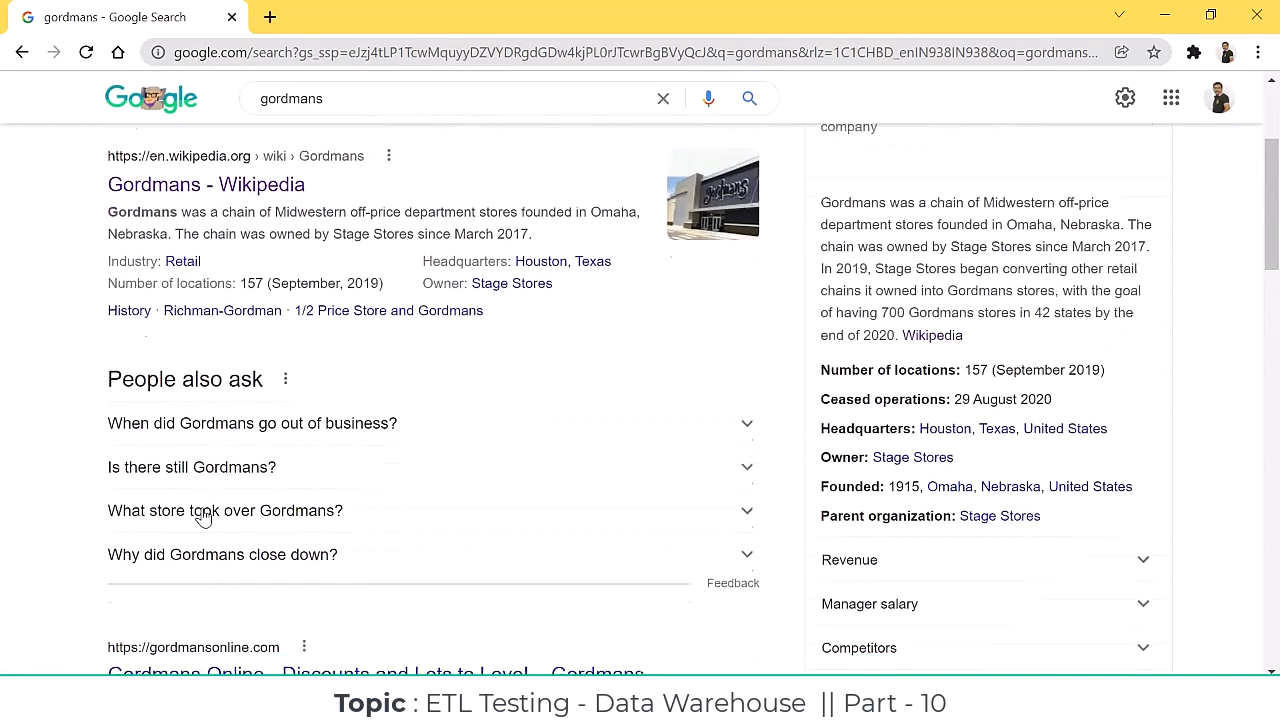 gordmans - Google Search
google.com/search?gs_ssp=eJzj4tLP1TcwMquyyDZVYDRgdGDw4kjPL0rJTcwrBgBVyQcJ&q=gordmans&rlz=1C1CHBD_enIN938IN938&oq=gordmans...
Google
gordmans
company
https://en.wikipedia.org › wiki › Gordmans
Gordmans - Wikipedia
Gordmans was a chain of Midwestern off-price department stores founded in Omaha,
Nebraska. The chain was owned by Stage Stores since March 2017.
Industry: Retail
Headquarters: Houston, Texas
Number of locations: 157 (September, 2019)
Owner: Stage Stores
History · Richman-Gordman · 1/2 Price Store and Gordmans
gordmans
People also ask
When did Gordmans go out of business?
Is there still Gordmans?
What store took over Gordmans?
Why did Gordmans close down?
Feedback
https://gordmansonline.com
Gordmans Online - Discounts and Lots to Love! – Gordmans
Gordmans was a chain of Midwestern off-price
department stores founded in Omaha, Nebraska. The
chain was owned by Stage Stores since March 2017.
In 2019, Stage Stores began converting other retail
chains it owned into Gordmans stores, with the goal
of having 700 Gordmans stores in 42 states by the
end of 2020. Wikipedia
Number of locations: 157 (September 2019)
Ceased operations: 29 August 2020
Headquarters: Houston, Texas, United States
Owner: Stage Stores
Founded: 1915, Omaha, Nebraska, United States
Parent organization: Stage Stores
Revenue
Manager salary
Competitors
Topic : ETL Testing - Data Warehouse || Part - 10